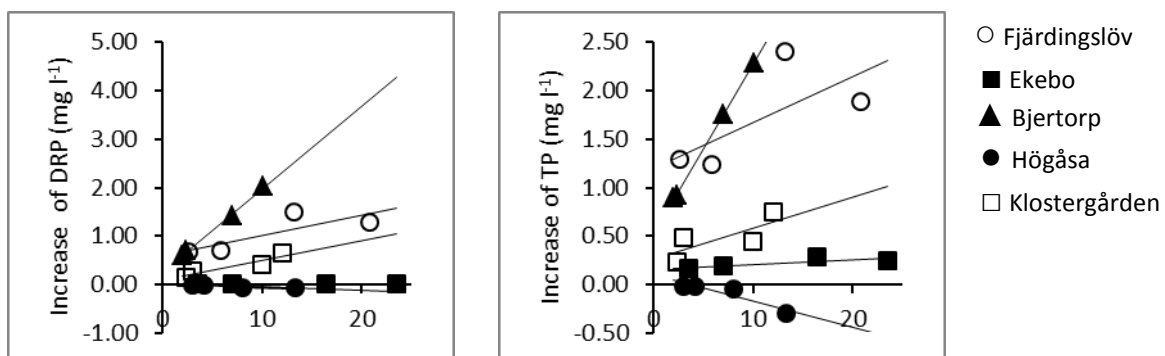 Increase of DRP (mg l-1)
5.00
4.00
3.00
2.00
1.00
0.00
-1.00
0
10
20
Increase of TP (mg l-1)
2.50
2.00
1.50
1.00
0.50
0.00
-0.50
0
10
20
Fjärdingslöv
Ekebo
Bjertorp
Högåsa
Klostergården